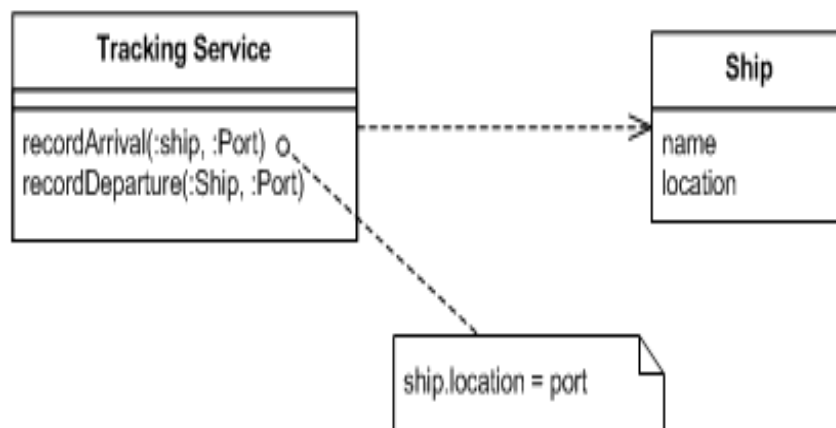 Tracking Service
recordArrival(:ship, :Port)
recordDeparture(:Ship, :Port)
Ship
name
location
ship.location = port